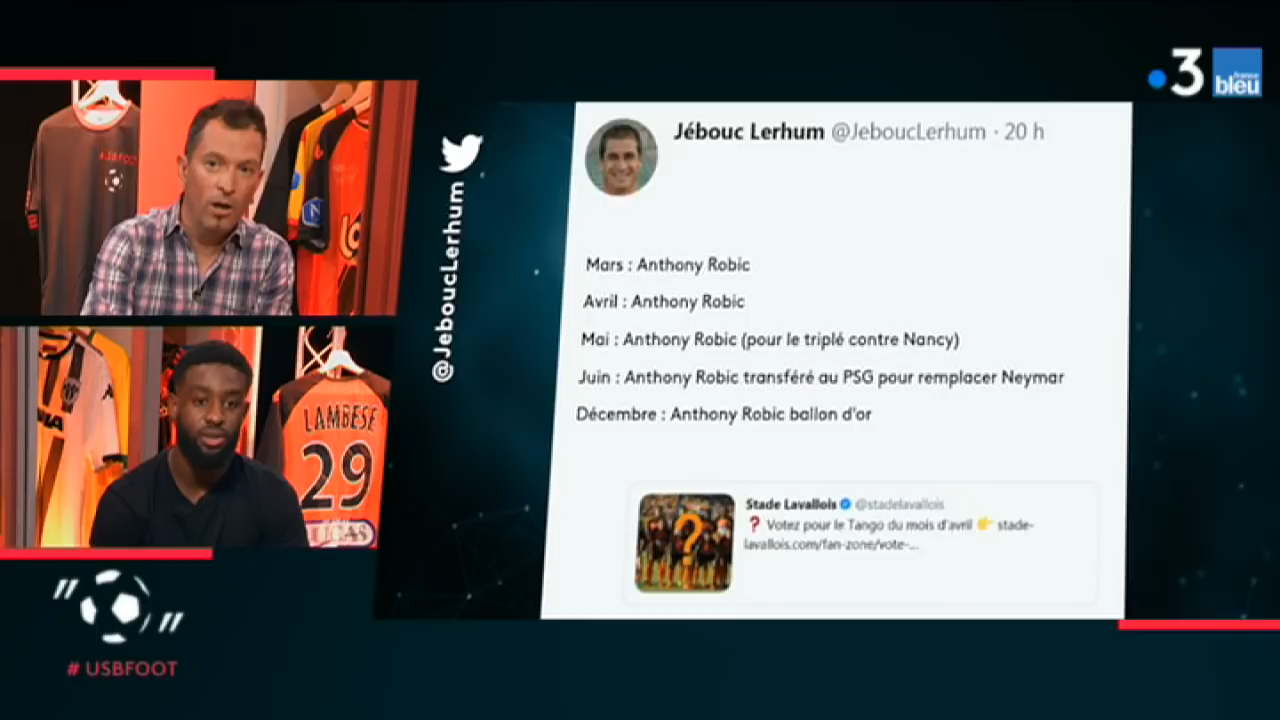 3
france
bleu
@JeboucLerhum
Jébouc Lerhum @JeboucLerhum · 20 h
Mars : Anthony Robic
Avril : Anthony Robic
Mai : Anthony Robic (pour le triplé contre Nancy)
Juin : Anthony Robic transféré au PSG pour remplacer Neymar
Décembre : Anthony Robic ballon d'or
Stade Lavallois @stadelavallois
❓ Votez pour le Tango du mois d'avril 👉 stade-
lavallois.com/fan-zone/vote-...
#USBFOOT
LAMBESE
29
# USBFOOT